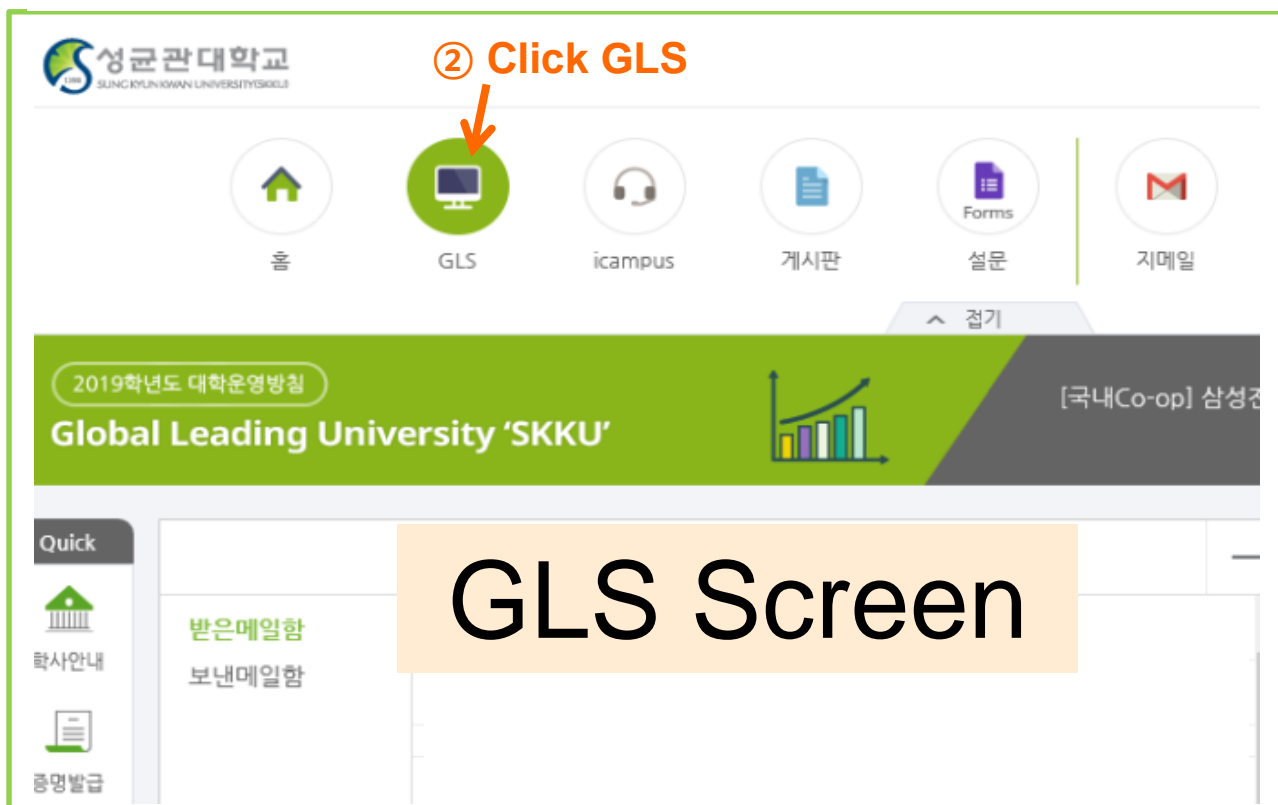 성균관대학교
② Click GLS
Forms
홈 GLS icampus 게시판 설문 지메일
접기
2019학년도 대학운영방침
Global Leading University ‘SKKU’
[국내Co-op] 삼성전
Quick
GLS Screen
받은메일함
학사안내
보낸메일함
증명발급